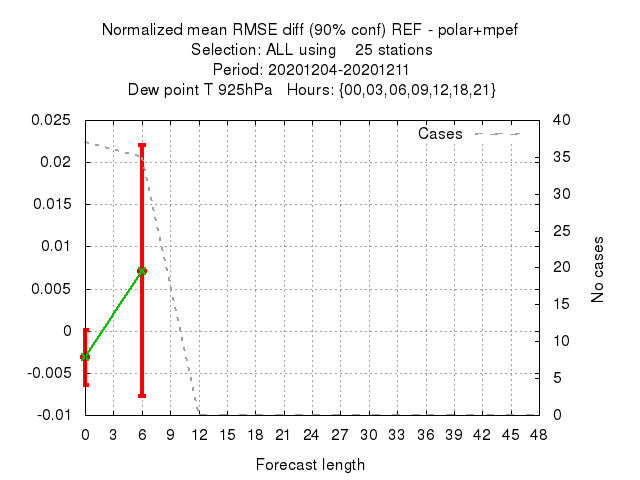 Normalized mean RMSE diff (90% conf) REF - polar+mpef
Selection: ALL using    25 stations
Period: 20201204-20201211
Dew point T 925hPa   Hours: {00,03,06,09,12,18,21}
Cases
0.025
0.02
0.015
0.01
0.005
0
-0.005
-0.01
40
35
30
25
20
15
10
5
0
No cases
0 3 6 9 12 15 18 21 24 27 30 33 36 39 42 45 48
Forecast length